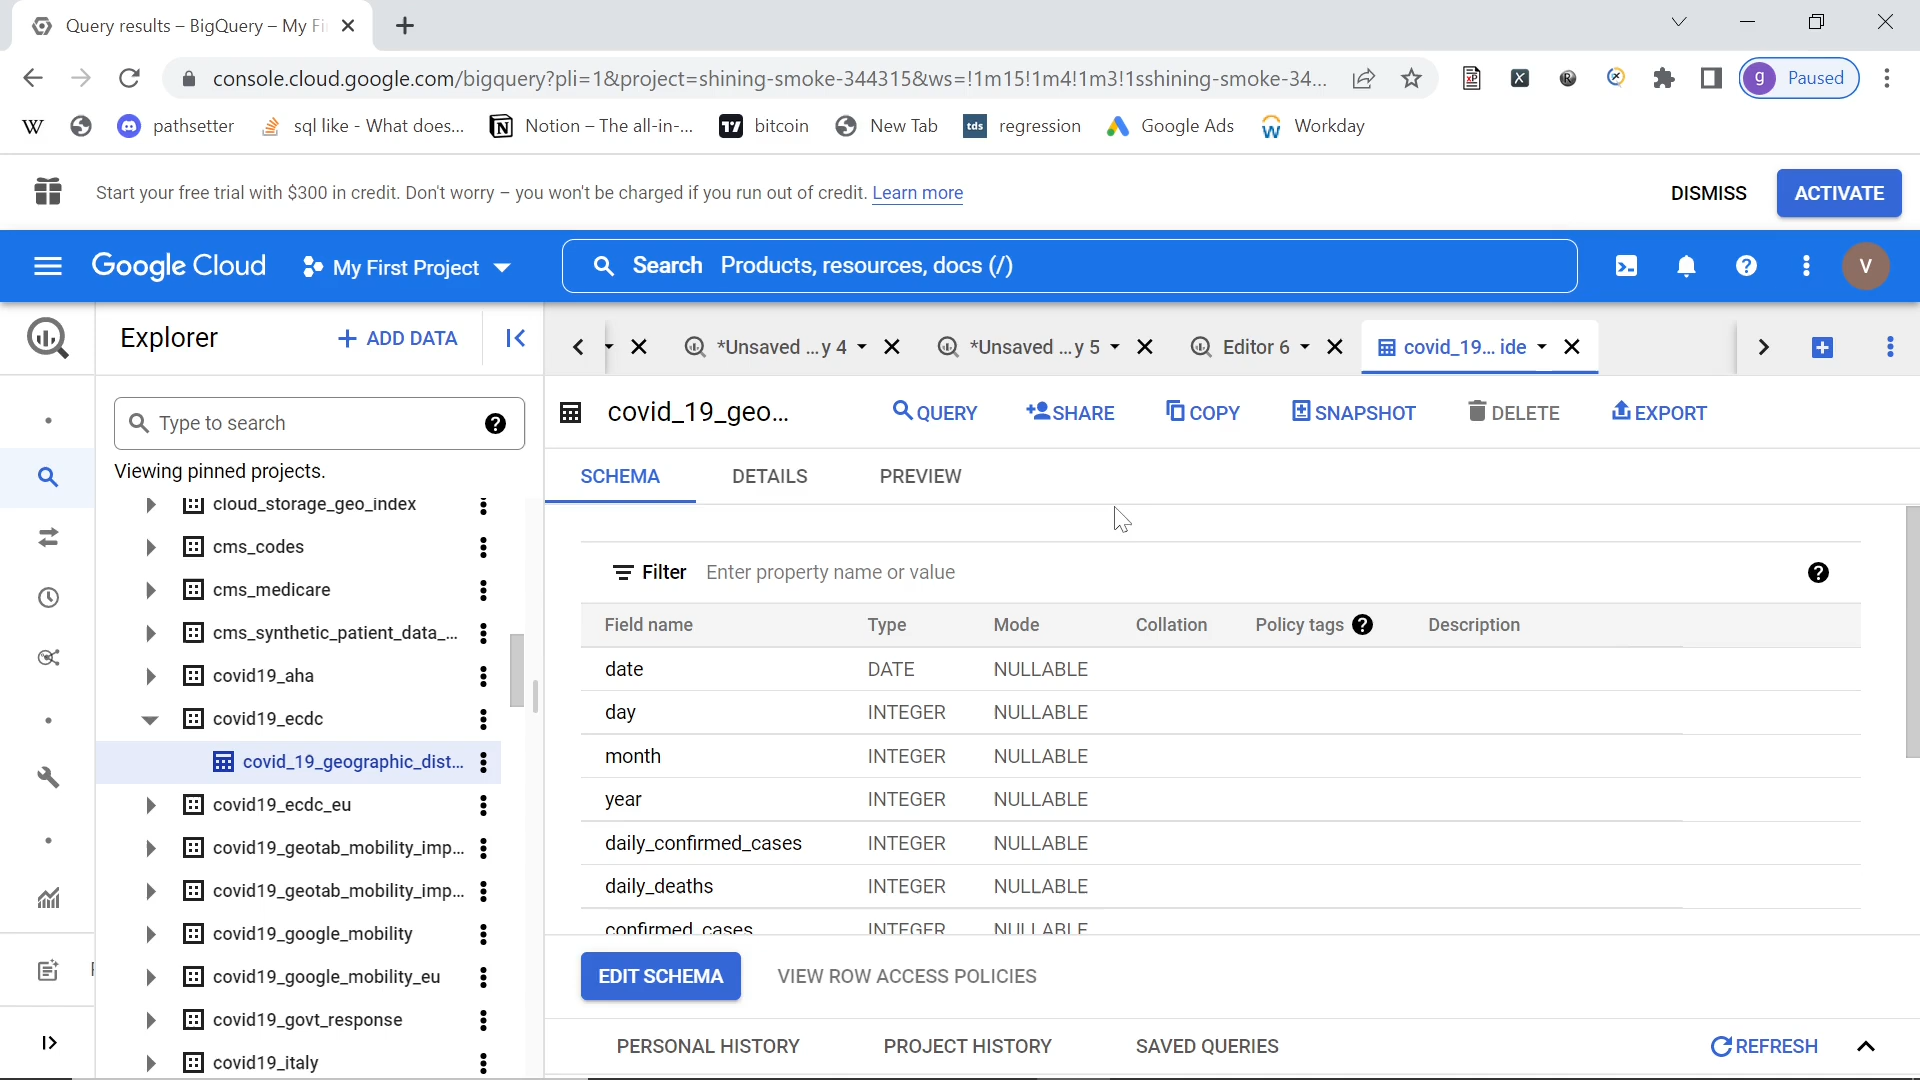 Query results – BigQuery – My Fi
console.cloud.google.com/bigquery?pli=1&project=shining-smoke-344315&ws=!1m15!1m4!1m3!1sshining-smoke-34...
g Paused
W pathsetter sql like - What does... Notion – The all-in-... bitcoin New Tab tds regression Google Ads Workday
Start your free trial with $300 in credit. Don't worry – you won't be charged if you run out of credit. Learn more
DISMISS ACTIVATE
Google Cloud My First Project Search Products, resources, docs (/) V
Explorer + ADD DATA
*Unsaved ...y 4 *Unsaved ...y 5 Editor 6 covid_19... ide
Type to search
Viewing pinned projects.
cloud_storage_geo_index
cms_codes
cms_medicare
cms_synthetic_patient_data_...
covid19_aha
covid19_ecdc
covid_19_geographic_dist...
covid19_ecdc_eu
covid19_geotab_mobility_imp...
covid19_geotab_mobility_imp...
covid19_google_mobility
covid19_google_mobility_eu
covid19_govt_response
covid19_italy
covid_19_geo... QUERY SHARE COPY SNAPSHOT DELETE EXPORT
SCHEMA DETAILS PREVIEW
Filter Enter property name or value
Field name Type Mode Collation Policy tags Description
date DATE NULLABLE
day INTEGER NULLABLE
month INTEGER NULLABLE
year INTEGER NULLABLE
daily_confirmed_cases INTEGER NULLABLE
daily_deaths INTEGER NULLABLE
confirmed_cases INTEGER NULLABLE
EDIT SCHEMA VIEW ROW ACCESS POLICIES
PERSONAL HISTORY PROJECT HISTORY SAVED QUERIES REFRESH